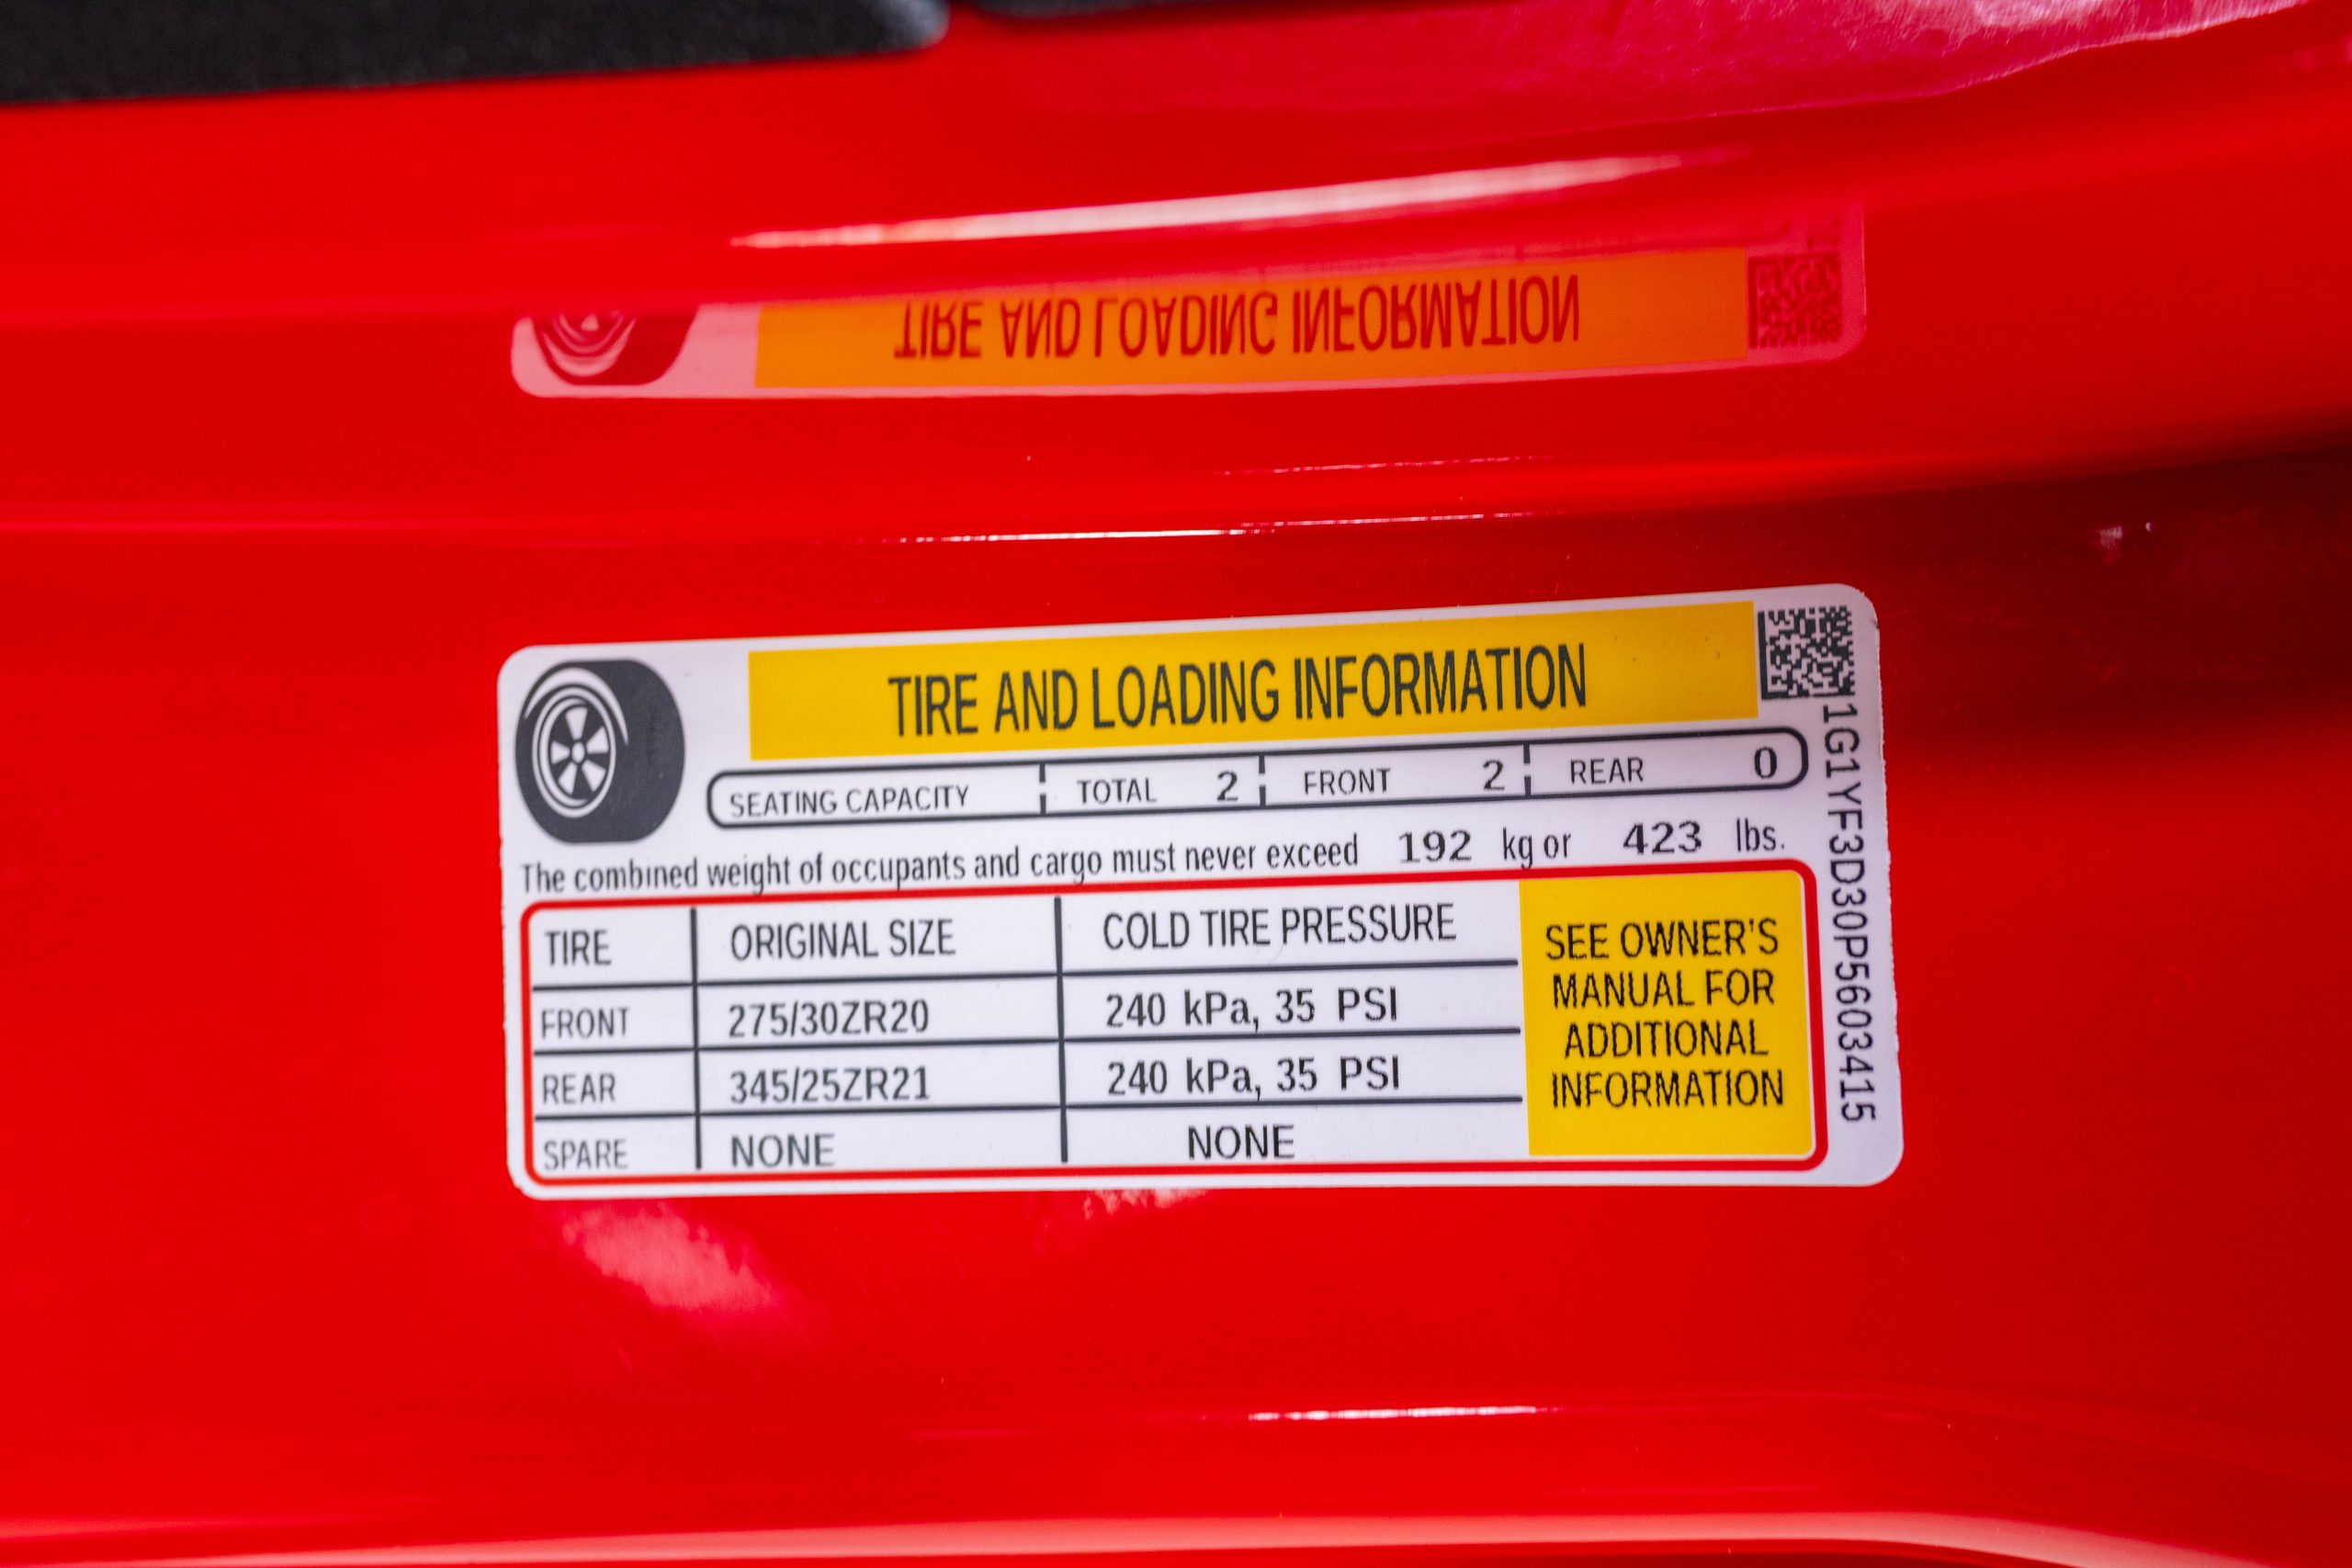 TIRE AND LOADING INFORMATION
TIRE AND LOADING INFORMATION
SEATING CAPACITY TOTAL 2 FRONT 2 REAR 0
The combined weight of occupants and cargo must never exceed 192 kg or 423 lbs.
TIRE ORIGINAL SIZE COLD TIRE PRESSURE
FRONT 275/30ZR20 240 kPa, 35 PSI
REAR 345/25ZR21 240 kPa, 35 PSI
SPARE NONE NONE
SEE OWNER'S
MANUAL FOR
ADDITIONAL
INFORMATION
1G1YF3D30P5603415